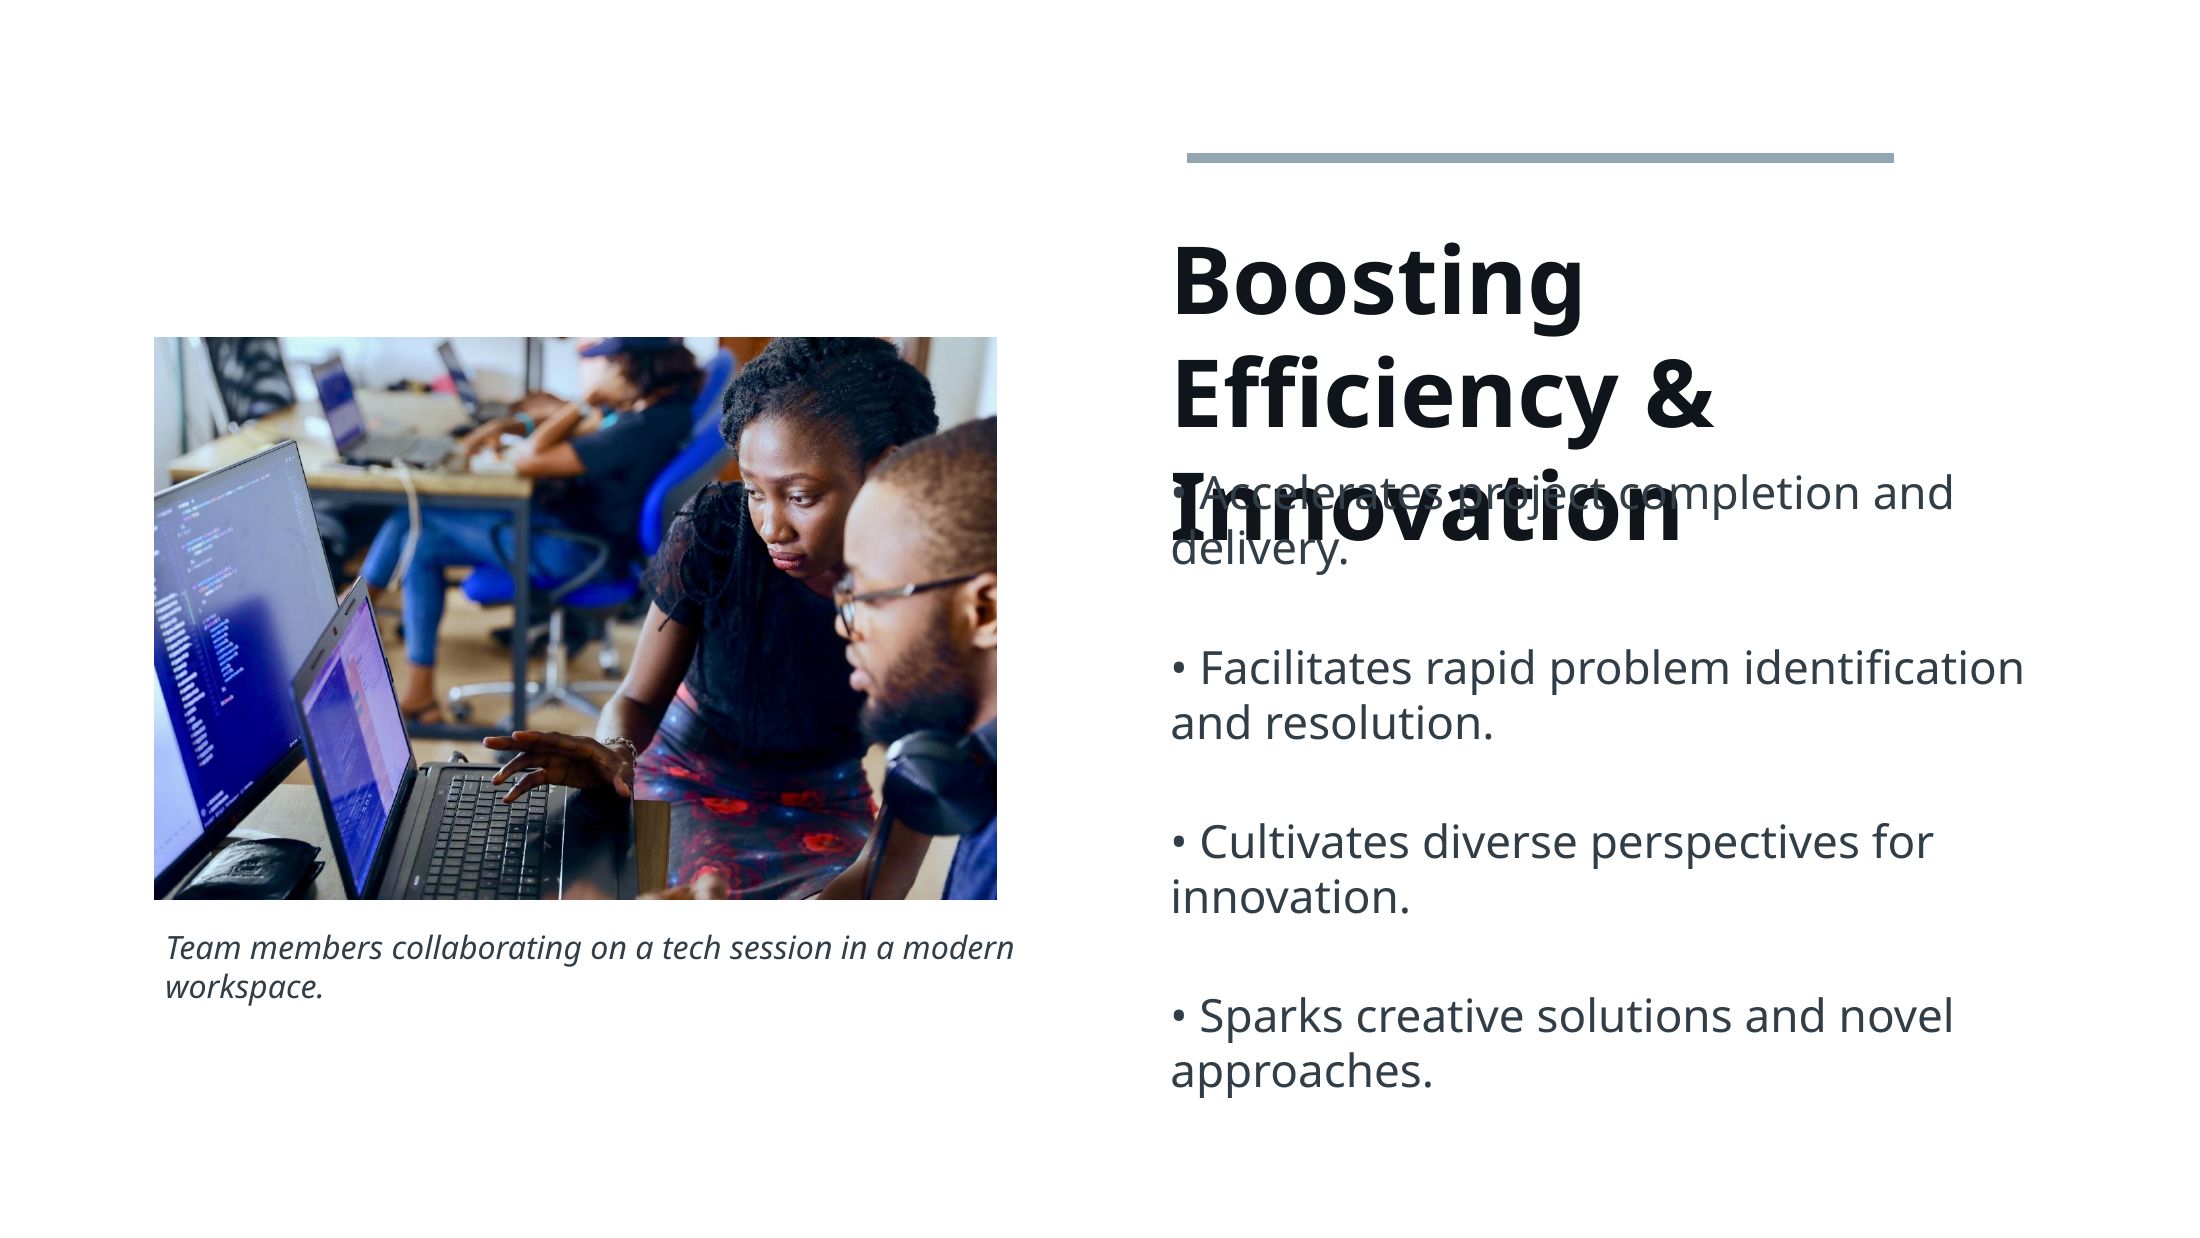 Boosting
Efficiency &
Innovation
• Accelerates project completion and
delivery.
• Facilitates rapid problem identification
and resolution.
• Cultivates diverse perspectives for
innovation.
• Sparks creative solutions and novel
approaches.
Team members collaborating on a tech session in a modern
workspace.